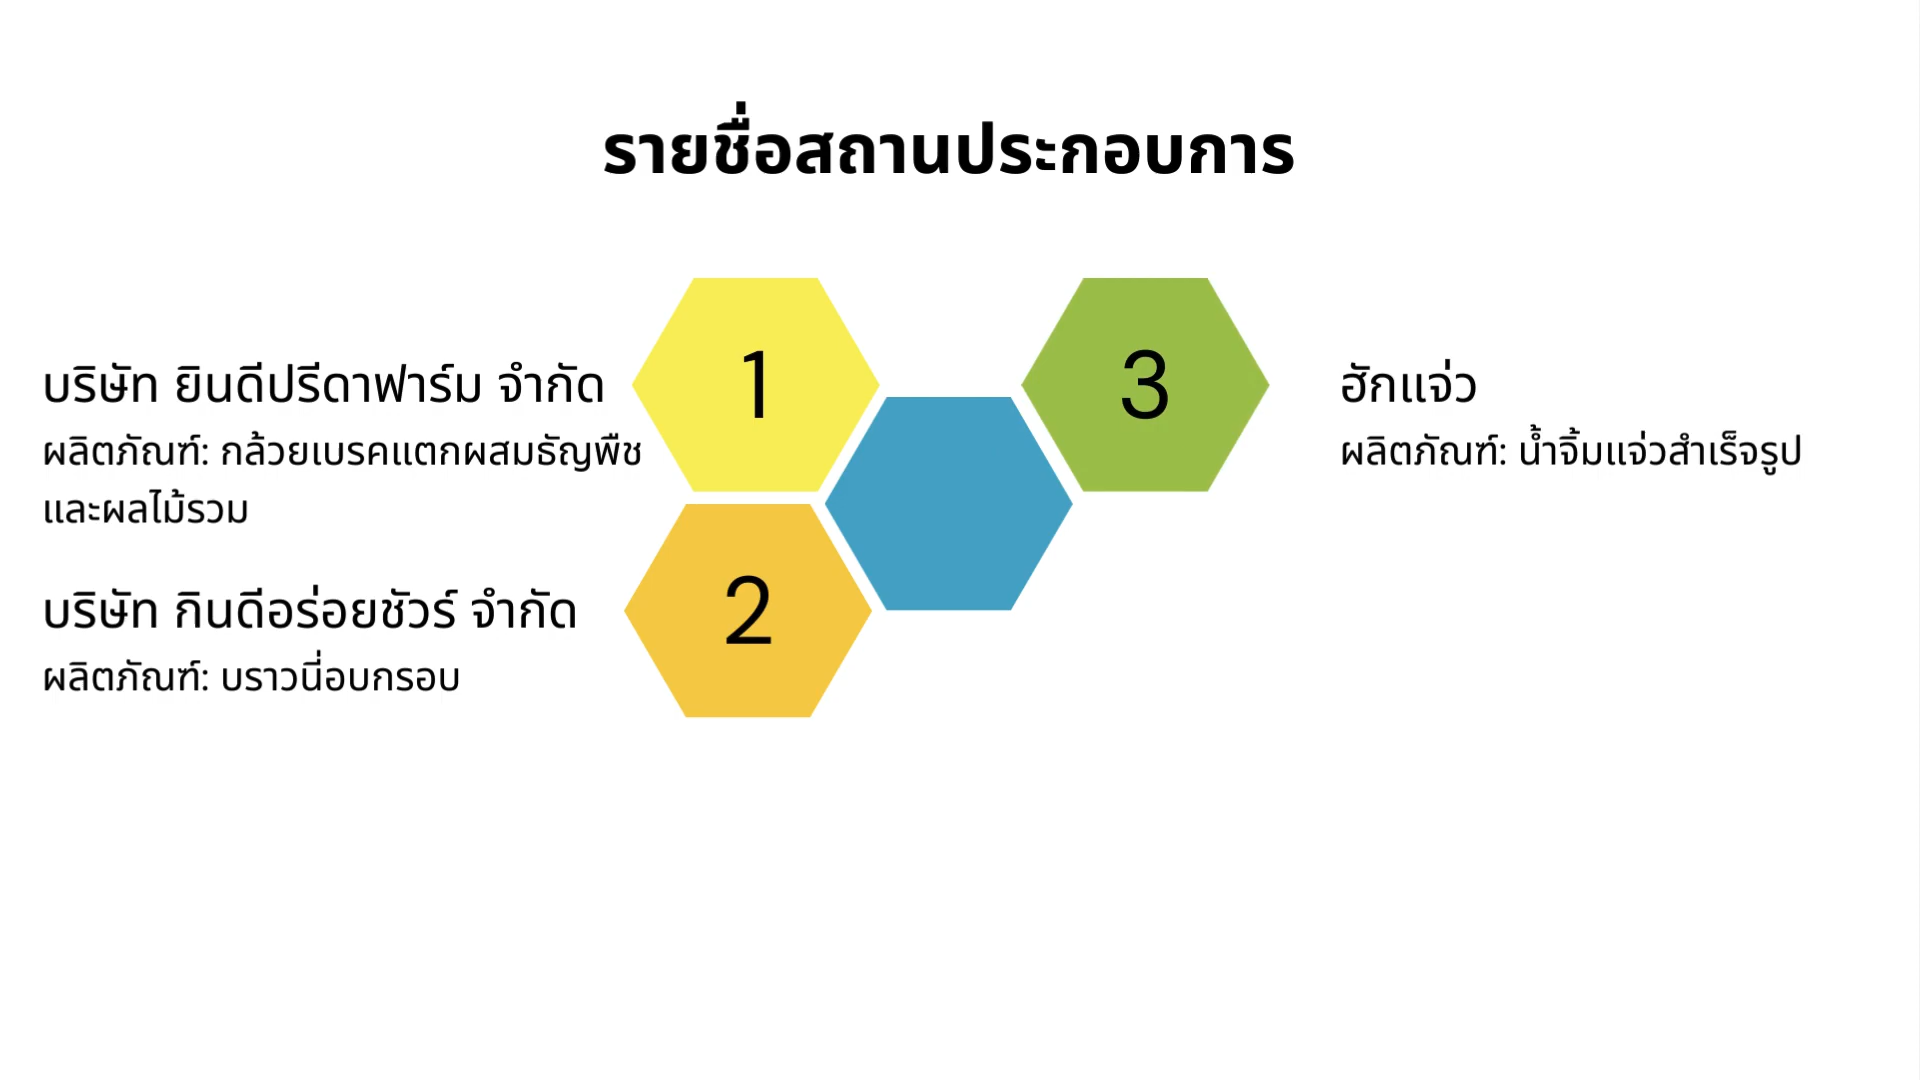 รายชื่อสถานประกอบการ
1
บริษัท ยินดีปรีดาฟาร์ม จำกัด
ผลิตภัณฑ์: กล้วยเบรคแตกผสมธัญพืช
และผลไม้รวม
2
บริษัท กินดีอร่อยชัวร์ จำกัด
ผลิตภัณฑ์: บราวนี่อบกรอบ
3
ฮักแจ่ว
ผลิตภัณฑ์: น้ำจิ้มแจ่วสำเร็จรูป